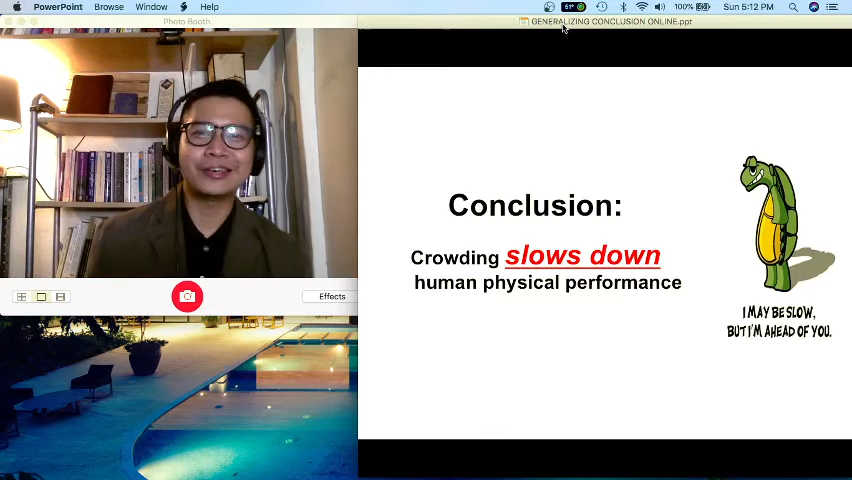 PowerPoint Browse Window Help
61°
100%
Sun 5:12 PM
Photo Booth
GENERALIZING CONCLUSION ONLINE.ppt
Effects
Conclusion:
Crowding slows down
human physical performance
I MAY BE SLOW,
BUT I'M AHEAD OF YOU.